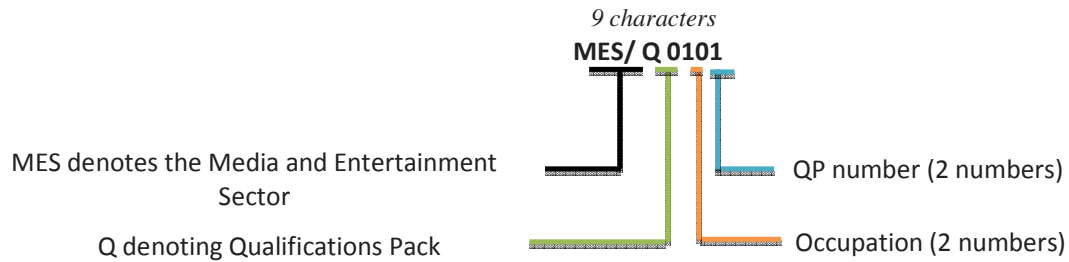 9 characters
MES/ Q 0101
MES denotes the Media and Entertainment
Sector
QP number (2 numbers)
Q denoting Qualifications Pack
Occupation (2 numbers)